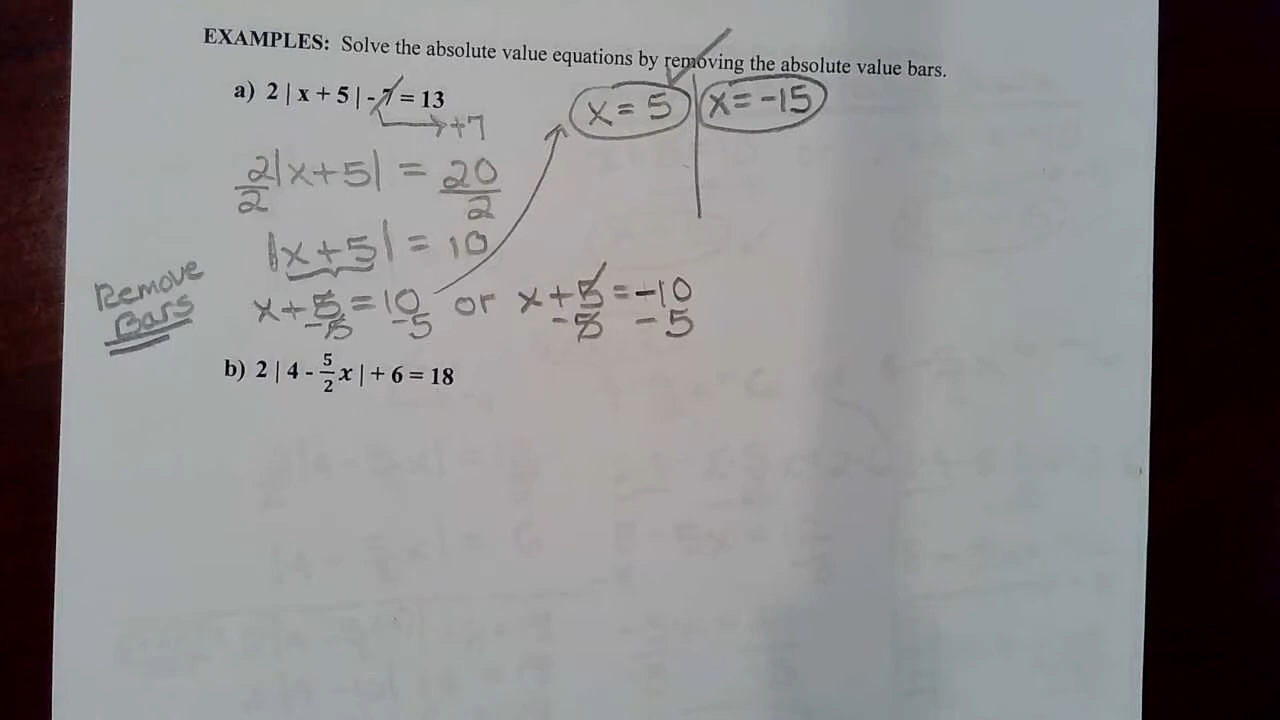 EXAMPLES: Solve the absolute value equations by removing the absolute value bars.
a) 2 | x + 5 | - 7 = 13
+7
x = 5 x = -15
2|x+5| = 20
2 2
|x+5| = 10
Remove Bars
x+5 = 10 or x+5 = -10
-5 -5 -5 -5
b) 2 | 4 - 5/2 x | + 6 = 18